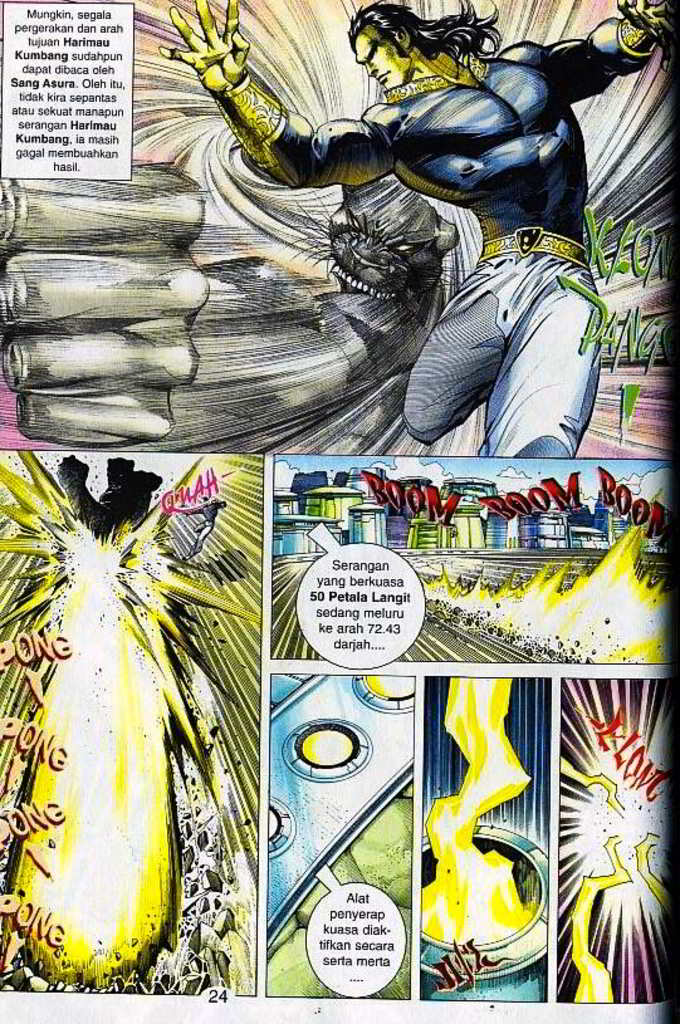 Mungkin, segala
pergerakan dan arah
tujuan Harimau
Kumbang sudahpun
dapat dibaca oleh
Sang Asura. Oleh itu,
tidak kira sepantas
atau sekuat manapun
serangan Harimau
Kumbang, ia masih
gagal membuahkan
hasil.
KLON
PANG
!
QUAH
BOOM BOOM BOOM
Serangan
yang berkuasa
50 Petala Langit
sedang meluru
ke arah 72.43
darjah....
PONG
PONG
PONG
PONG
KLONG
Alat
penyerap
kuasa diak-
tifkan secara
serta merta
....
24